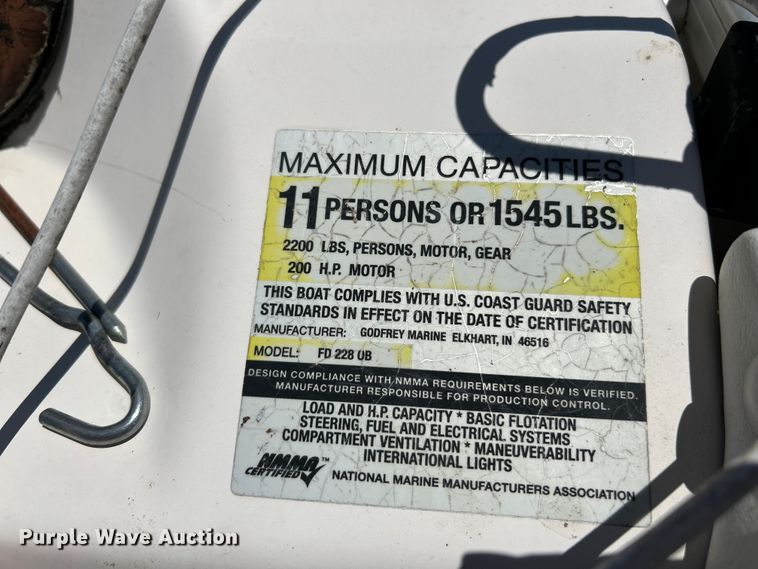 MAXIMUM CAPACITIES
11 PERSONS OR 1545 LBS.
2200 LBS, PERSONS, MOTOR, GEAR
200 H.P. MOTOR
THIS BOAT COMPLIES WITH U.S. COAST GUARD SAFETY
STANDARDS IN EFFECT ON THE DATE OF CERTIFICATION
MANUFACTURER: GODFREY MARINE ELKHART, IN 46516
MODEL: FD 228 OB
DESIGN COMPLIANCE WITH NMMA REQUIREMENTS BELOW IS VERIFIED.
MANUFACTURER RESPONSIBLE FOR PRODUCTION CONTROL.
LOAD AND H.P. CAPACITY * BASIC FLOTATION
STEERING, FUEL AND ELECTRICAL SYSTEMS
COMPARTMENT VENTILATION * MANEUVERABILITY
INTERNATIONAL LIGHTS
NMMA™
CERTIFIED
NATIONAL MARINE MANUFACTURERS ASSOCIATION
Purple Wave Auction